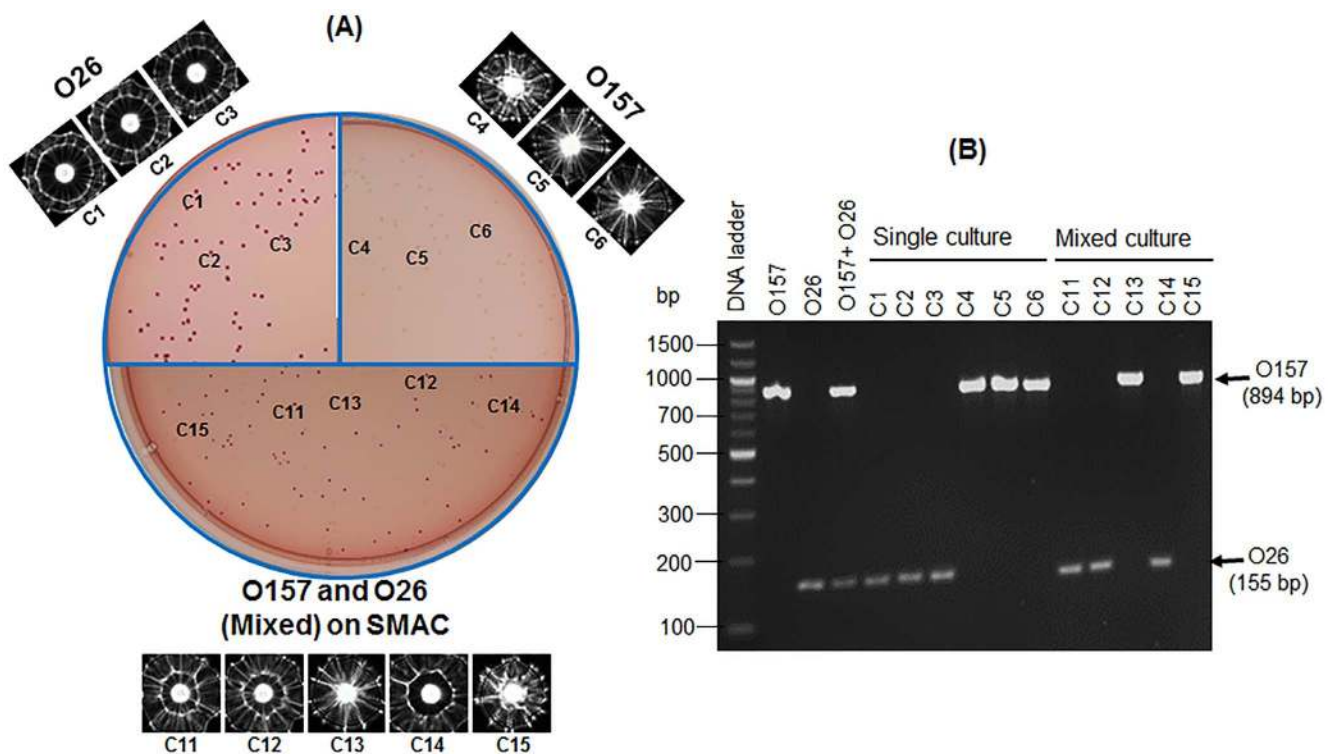 (A)
O26
C1
C2
C3
O157
C4
C5
C6
C1
C2
C3
C4
C5
C6
C11
C12
C13
C14
C15
O157 and O26
(Mixed) on SMAC
C11 C12 C13 C14 C15
(B)
Single culture Mixed culture
bp DNA ladder O157 O26 O157+ O26 C1 C2 C3 C4 C5 C6 C11 C12 C13 C14 C15
1500
1000
700
500
300
200
100
O157
(894 bp)
O26
(155 bp)